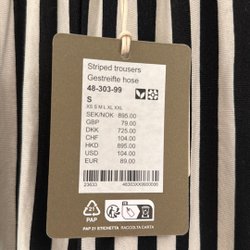 Striped trousers
Gestreifte hose
48-303-99
S
XS S M L XL XXL
SEK/NOK 895.00
GBP 79.00
DKK 725.00
CHF 104.00
HKD 895.00
USD 104.00
EUR 89.00
23633
21
PAP
PAP 21 ETICHETTA RACCOLTA CARTA